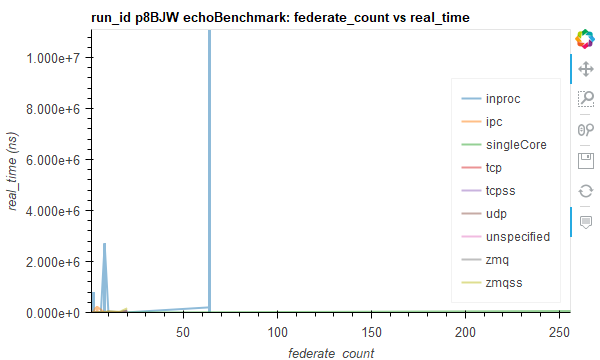 run_id p8BJW echoBenchmark: federate_count vs real_time
real_time (ns)
1.000e+7
8.000e+6
6.000e+6
4.000e+6
2.000e+6
0.000e+0
50
100
150
200
250
federate_count
inproc
ipc
singleCore
tcp
tcpss
udp
unspecified
zmq
zmqss